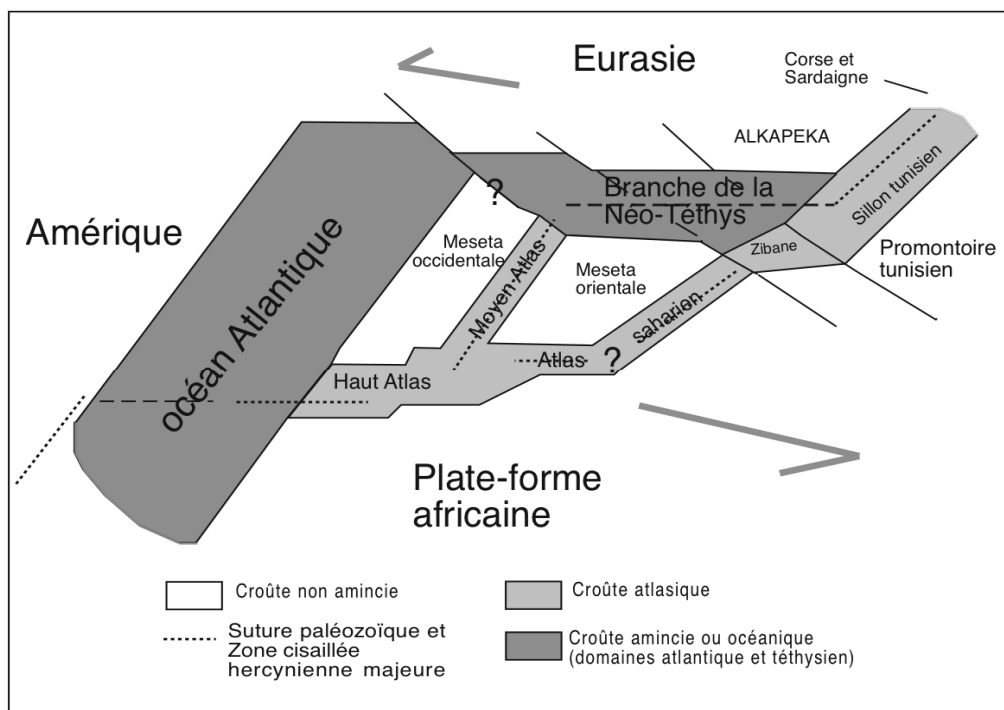 Eurasie
Corse et
Sardaigne
ALKAPEKA
Branche de la
Néo-Téthys
Sillon tunisien
Amérique
océan Atlantique
?
Meseta
occidentale
Moyen Atlas
Meseta
orientale
Zibane
Promontoire
tunisien
saharien
Atlas
?
Haut Atlas
Plate-forme
africaine
Croûte non amincie
Suture paléozoïque et
Zone cisaillée
hercynienne majeure
Croûte atlasique
Croûte amincie ou océanique
(domaines atlantique et téthysien)